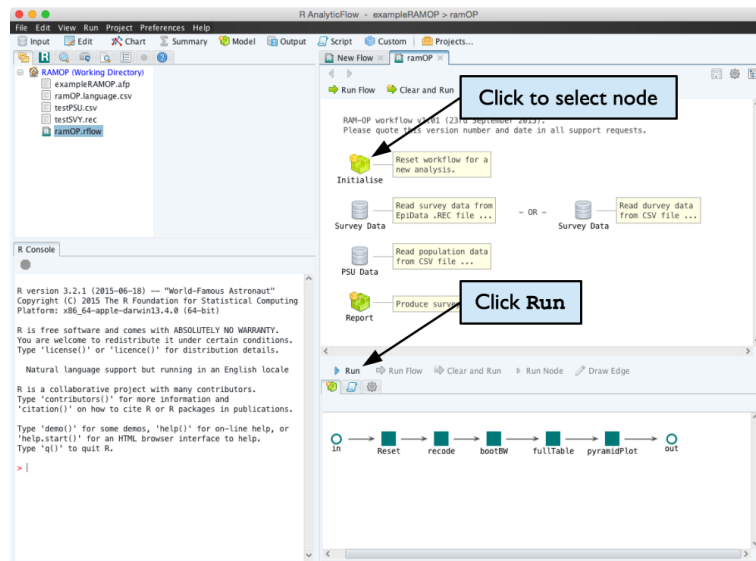 R AnalyticFlow - exampleRAMOP > ramOP
File Edit View Run Project Preferences Help
Input Edit Chart Summary Model Output Script Custom Projects...
RAMOP (Working Directory)
exampleRAMOP.afp
ramOP.language.csv
testPSU.csv
testSVY.rec
ramOP.rflow
New Flow ramOP
Run Flow Clear and Run
Click to select node
RAM-OP workflow v1.01 (23rd September 2015).
Please quote this version number and date in all support requests.
Initialise
Reset workflow for a
new analysis.
Survey Data
Read survey data from
EpiData .REC file ...
- OR -
Survey Data
Read durvey data
from CSV file ...
PSU Data
Read population data
from CSV file ...
Report
Produce surve
Click Run
Run Run Flow Clear and Run Run Node Draw Edge
in Reset recode bootBW fullTable pyramidPlot out
R Console
R version 3.2.1 (2015-06-18) -- "World-Famous Astronaut"
Copyright (C) 2015 The R Foundation for Statistical Computing
Platform: x86_64-apple-darwin13.4.0 (64-bit)
R is free software and comes with ABSOLUTELY NO WARRANTY.
You are welcome to redistribute it under certain conditions.
Type 'license()' or 'licence()' for distribution details.
Natural language support but running in an English locale
R is a collaborative project with many contributors.
Type 'contributors()' for more information and
'citation()' on how to cite R or R packages in publications.
Type 'demo()' for some demos, 'help()' for on-line help, or
'help.start()' for an HTML browser interface to help.
Type 'q()' to quit R.
>